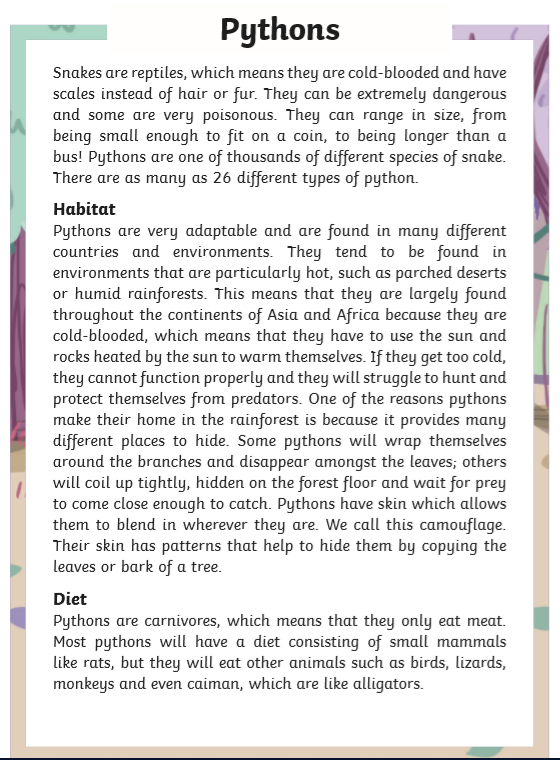 Pythons
Snakes are reptiles, which means they are cold-blooded and have
scales instead of hair or fur. They can be extremely dangerous
and some are very poisonous. They can range in size, from
being small enough to fit on a coin, to being longer than a
bus! Pythons are one of thousands of different species of snake.
There are as many as 26 different types of python.
Habitat
Pythons are very adaptable and are found in many different
countries and environments. They tend to be found in
environments that are particularly hot, such as parched deserts
or humid rainforests. This means that they are largely found
throughout the continents of Asia and Africa because they are
cold-blooded, which means that they have to use the sun and
rocks heated by the sun to warm themselves. If they get too cold,
they cannot function properly and they will struggle to hunt and
protect themselves from predators. One of the reasons pythons
make their home in the rainforest is because it provides many
different places to hide. Some pythons will wrap themselves
around the branches and disappear amongst the leaves; others
will coil up tightly, hidden on the forest floor and wait for prey
to come close enough to catch. Pythons have skin which allows
them to blend in wherever they are. We call this camouflage.
Their skin has patterns that help to hide them by copying the
leaves or bark of a tree.
Diet
Pythons are carnivores, which means that they only eat meat.
Most pythons will have a diet consisting of small mammals
like rats, but they will eat other animals such as birds, lizards,
monkeys and even caiman, which are like alligators.